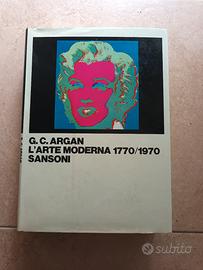 G. C. ARGAN
L'ARTE MODERNA 1770/1970
SANSONI
subito